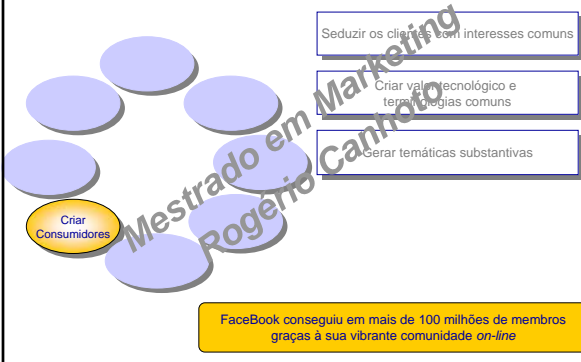 Seduzir os clientes com interesses comuns
Criar valor tecnológico e
terminologias comuns
Gerar temáticas substantivas
Mestrado em Marketing
Rogério Canhoto
Criar
Consumidores
FaceBook conseguiu em mais de 100 milhões de membros
graças à sua vibrante comunidade on-line